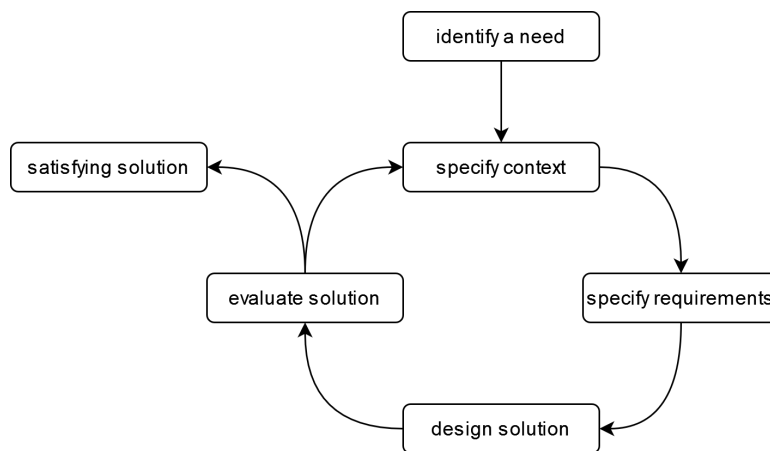 identify a need
satisfying solution
specify context
evaluate solution
specify requirements
design solution